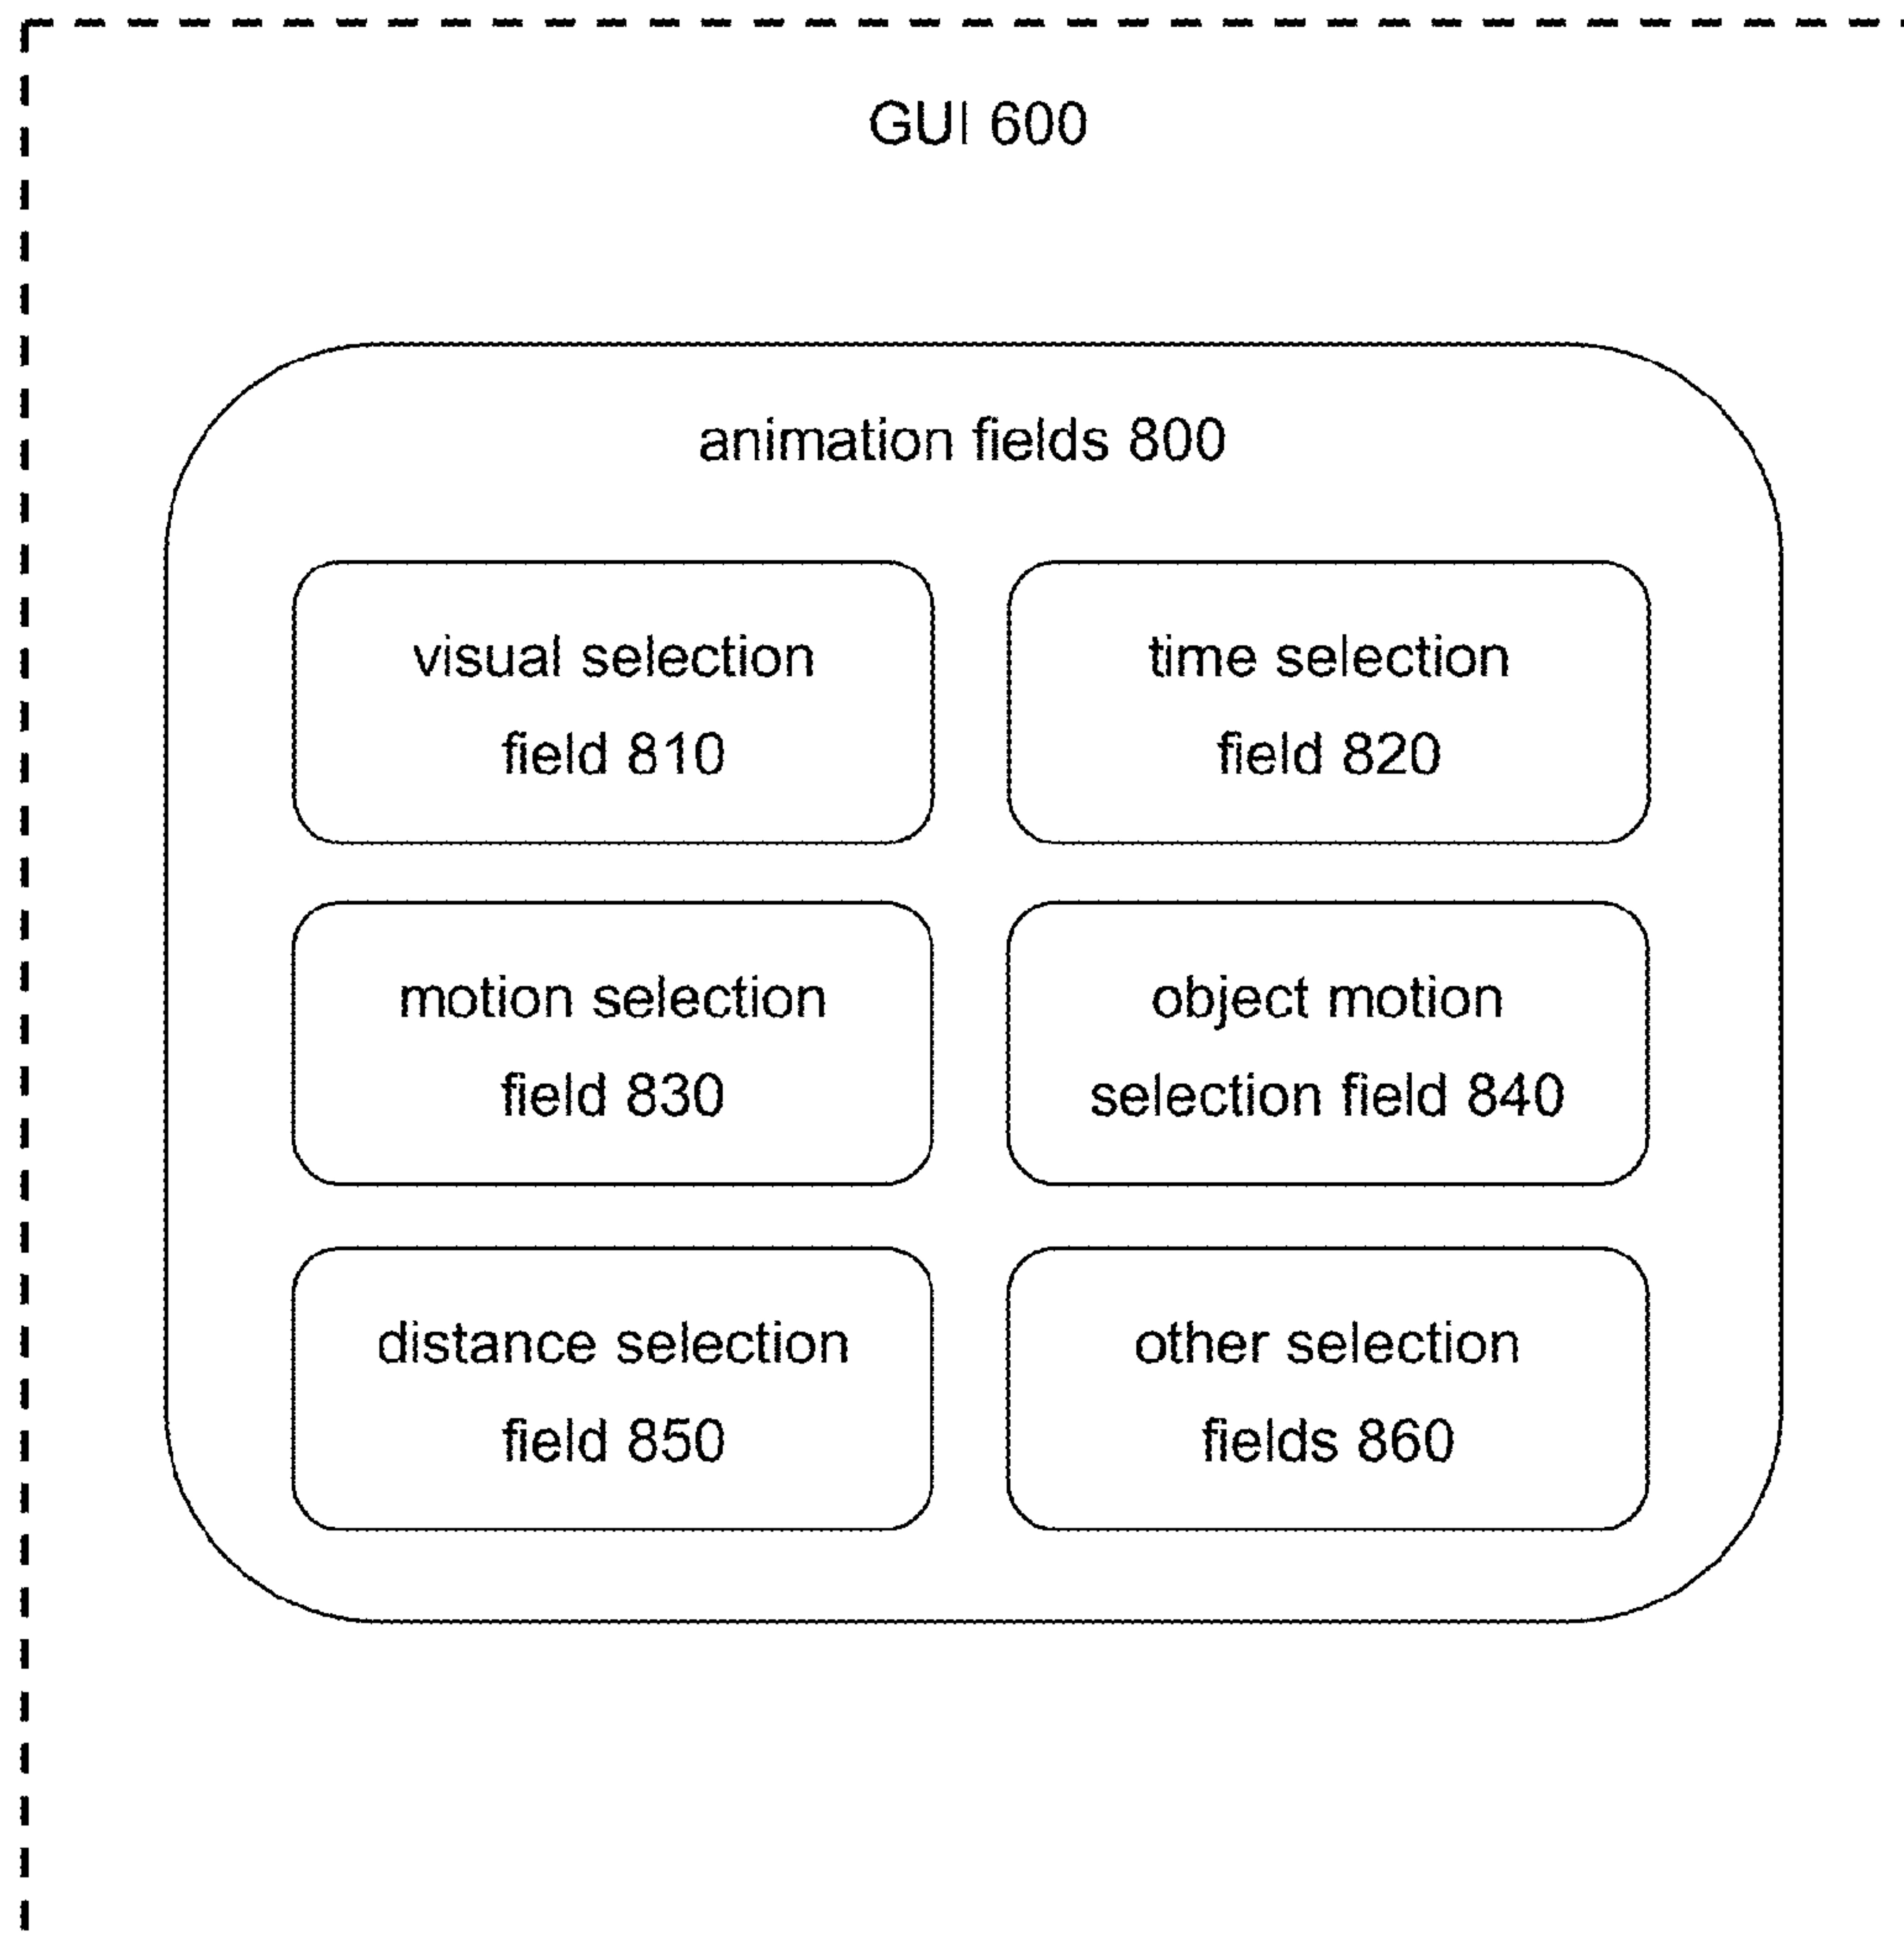 GUI 600
animation fields 800
visual selection
field 810
time selection
field 820
motion selection
field 830
object motion
selection field 840
distance selection
field 850
other selection
fields 860